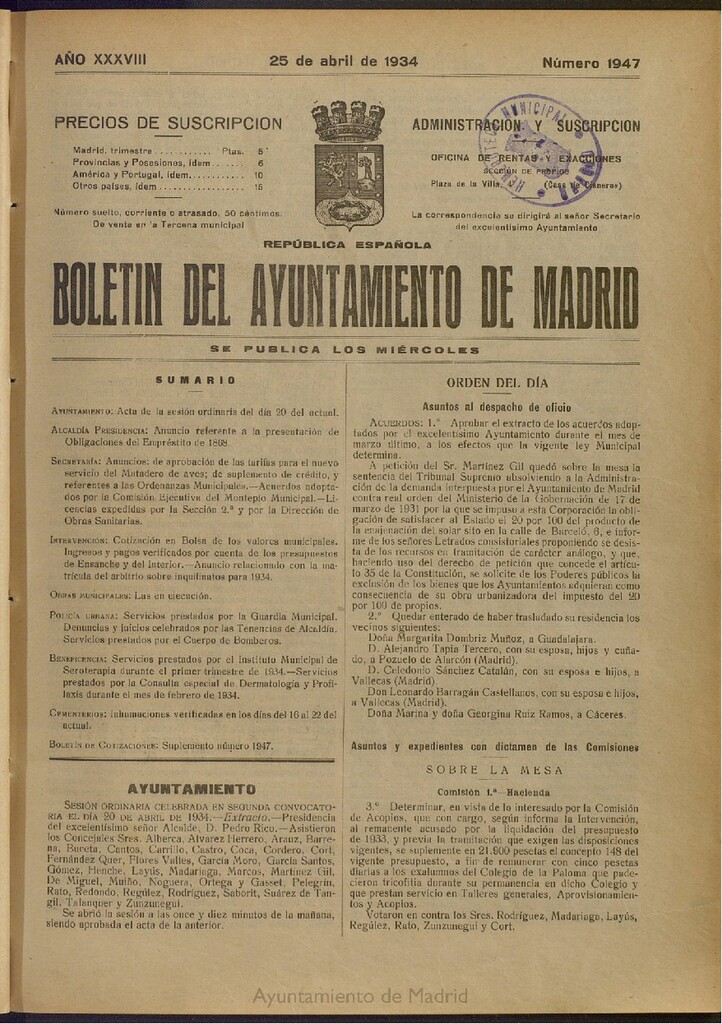 AÑO XXXVIII
25 de abril de 1934
Número 1947
PRECIOS DE SUSCRIPCION
Madrid, trimestre ............ Ptas. 5
Provincias y Posesiones, ídem ...... 6
América y Portugal, ídem ........... 10
Otros países, ídem ................. 15
Número suelto, corriente o atrasado, 50 céntimos.
De venta en la Tercena municipal
ADMINISTRACION Y SUSCRIPCION
OFICINA DE RENTAS Y EXACCIONES
SECCIÓN DE PROPIOS
Plaza de la Villa, (Casa de Cisneros)
La correspondencia se dirigirá al señor Secretario
del excelentísimo Ayuntamiento
HEMEROTECA MUNICIPAL
REPÚBLICA ESPAÑOLA
BOLETIN DEL AYUNTAMIENTO DE MADRID
SE PUBLICA LOS MIÉRCOLES
SUMARIO
AYUNTAMIENTO: Acta de la sesión ordinaria del día 20 del actual.
ALCALDÍA PRESIDENCIA: Anuncio referente a la presentación de
Obligaciones del Empréstito de 1868.
SECRETARÍA: Anuncios: de aprobación de las tarifas para el nuevo
servicio del Matadero de aves; de suplemento de crédito, y
referentes a las Ordenanzas Municipales.—Acuerdos adopta-
dos por la Comisión Ejecutiva del Montepío Municipal.—Li-
cencias expedidas por la Sección 2.ª y por la Dirección de
Obras Sanitarias.
INTERVENCIÓN: Cotización en Bolsa de los valores municipales.
Ingresos y pagos verificados por cuenta de los presupuestos
de Ensanche y del Interior.—Anuncio relacionado con la ma-
trícula del arbitrio sobre inquilinatos para 1934.
OBRAS MUNICIPALES: Las en ejecución.
POLICÍA URBANA: Servicios prestados por la Guardia Municipal.
Denuncias y juicios celebrados por las Tenencias de Alcaldía.
Servicios prestados por el Cuerpo de Bomberos.
BENEFICENCIA: Servicios prestados por el Instituto Municipal de
Seroterapia durante el primer trimestre de 1934.—Servicios
prestados por la Consulta especial de Dermatología y Profi-
laxis durante el mes de febrero de 1934.
CEMENTERIOS: Inhumaciones verificadas en los días del 16 al 22 del
actual.
BOLETÍN DE COTIZACIONES: Suplemento número 1947.
AYUNTAMIENTO
SESIÓN ORDINARIA CELEBRADA EN SEGUNDA CONVOCATO-
RIA EL DÍA 20 DE ABRIL DE 1934.—Extracto.—Presidencia
del excelentísimo señor Alcalde, D. Pedro Rico.—Asistieron
los Concejales Sres. Alberca, Alvarez Herrero, Arauz, Barre-
na, Buceta, Cantos, Carrillo, Castro, Coca, Cordero, Cort,
Fernández Quer, Flores Valles, García Moro, García Santos,
Gómez, Henche, Layús, Madariaga, Marcos, Martínez Gil,
De Miguel, Muiño, Noguera, Ortega y Gasset, Pelegrín,
Rato, Redondo, Regúlez, Rodríguez, Saborit, Suárez de Tan-
gil, Talanquer y Zunzunegui.
Se abrió la sesión a las once y diez minutos de la mañana,
siendo aprobada el acta de la anterior.
ORDEN DEL DÍA
Asuntos al despacho de oficio
ACUERDOS: 1.º Aprobar el extracto de los acuerdos adop-
tados por el excelentísimo Ayuntamiento durante el mes de
marzo último, a los efectos que la vigente ley Municipal
determina.
A petición del Sr. Martínez Gil quedó sobre la mesa la
sentencia del Tribunal Supremo absolviendo a la Administra-
ción de la demanda interpuesta por el Ayuntamiento de Madrid
contra real orden del Ministerio de la Gobernación de 17 de
marzo de 1931 por la que se impuso a esta Corporación la obli-
gación de satisfacer al Estado el 20 por 100 del producto de
la enajenación del solar sito en la calle de Barceló, 6, e infor-
me de los señores Letrados consistoriales proponiendo se desis-
ta de los recursos en tramitación de carácter análogo, y que,
haciendo uso del derecho de petición que concede el artícu-
lo 35 de la Constitución, se solicite de los Poderes públicos la
exclusión de los bienes que los Ayuntamientos adquieran como
consecuencia de su obra urbanizadora del impuesto del 20
por 100 de propios.
2.º Quedar enterado de haber trasladado su residencia los
vecinos siguientes:
Doña Margarita Dombriz Muñoz, a Guadalajara.
D. Alejandro Tapia Tercero, con su esposa, hijos y cuña-
do, a Pozuelo de Alarcón (Madrid).
D. Celedonio Sánchez Catalán, con su esposa e hijos, a
Vallecas (Madrid).
Don Leonardo Barragán Castellanos, con su esposa e hijos,
a Vallecas (Madrid).
Doña Marina y doña Georgina Ruiz Ramos, a Cáceres.
Asuntos y expedientes con dictamen de las Comisiones
SOBRE LA MESA
Comisión 1.ª—Hacienda
3.º Determinar, en vista de lo interesado por la Comisión
de Acopios, que con cargo, según informa la Intervención,
al remanente acusado por la liquidación del presupuesto
de 1933, y previa la tramitación que exigen las disposiciones
vigentes, se suplemente en 21.600 pesetas el concepto 148 del
vigente presupuesto, a fin de remunerar con cinco pesetas
diarias a los exalumnos del Colegio de la Paloma que pade-
cieron tricofitia durante su permanencia en dicho Colegio y
que prestan servicio en Talleres generales, Aprovisionamien-
tos y Acopios.
Votaron en contra los Sres. Rodríguez, Madariaga, Layús,
Regúlez, Rato, Zunzunegui y Cort.
Ayuntamiento de Madrid